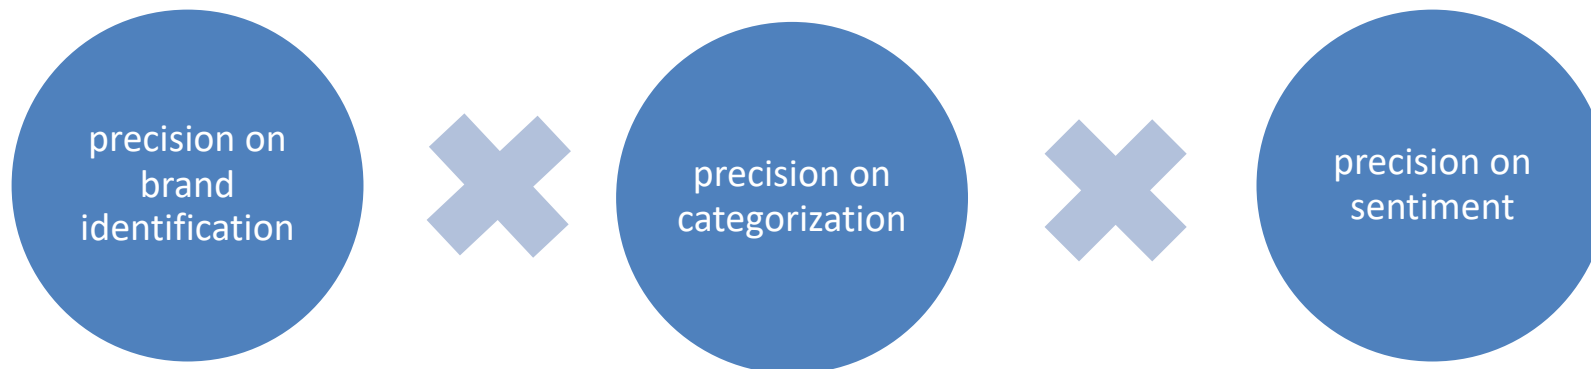 precision on
brand
identification
precision on
categorization
precision on
sentiment